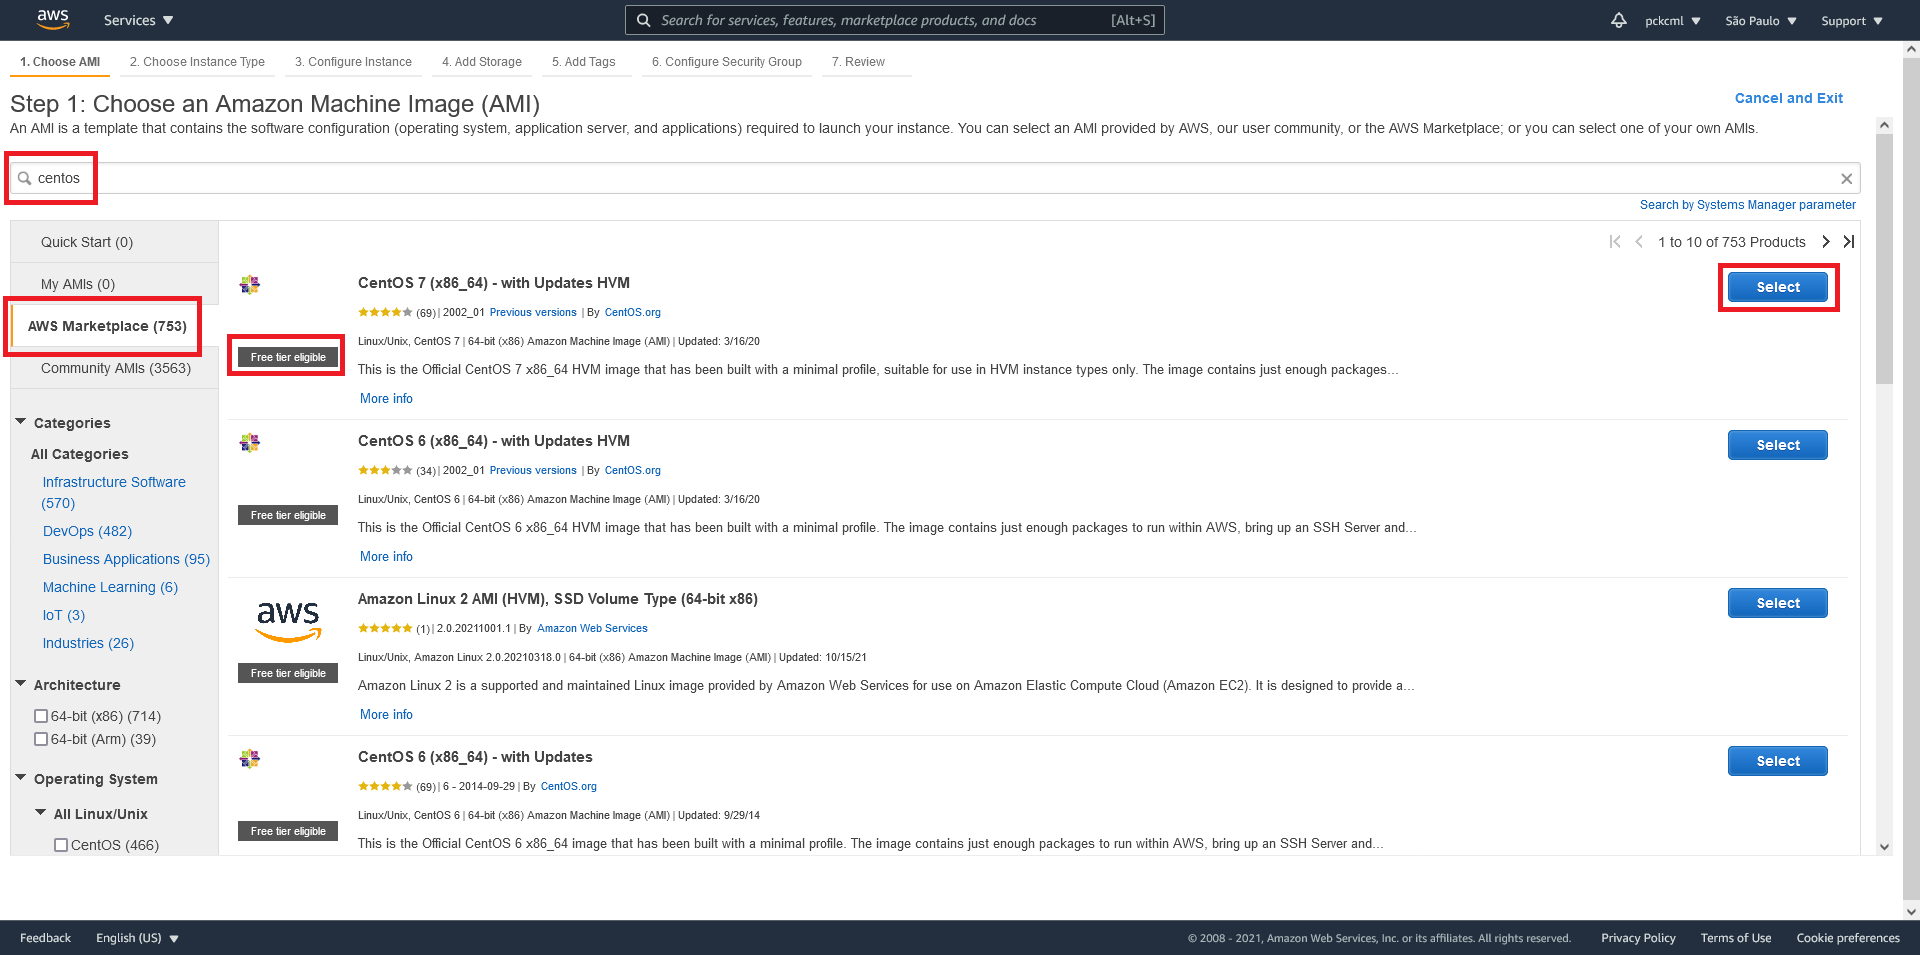 aws Services Search for services, features, marketplace products, and docs [Alt+S] pckcml São Paulo Support
1. Choose AMI 2. Choose Instance Type 3. Configure Instance 4. Add Storage 5. Add Tags 6. Configure Security Group 7. Review
Step 1: Choose an Amazon Machine Image (AMI)
Cancel and Exit
An AMI is a template that contains the software configuration (operating system, application server, and applications) required to launch your instance. You can select an AMI provided by AWS, our user community, or the AWS Marketplace; or you can select one of your own AMIs.
centos
Search by Systems Manager parameter
Quick Start (0)
My AMIs (0)
AWS Marketplace (753)
Community AMIs (3563)
Categories
All Categories
Infrastructure Software
(570)
DevOps (482)
Business Applications (95)
Machine Learning (6)
IoT (3)
Industries (26)
Architecture
64-bit (x86) (714)
64-bit (Arm) (39)
Operating System
All Linux/Unix
CentOS (466)
1 to 10 of 753 Products
CentOS 7 (x86_64) - with Updates HVM
Select
(69) | 2002_01 Previous versions | By CentOS.org
Linux/Unix, CentOS 7 | 64-bit (x86) Amazon Machine Image (AMI) | Updated: 3/16/20
Free tier eligible
This is the Official CentOS 7 x86_64 HVM image that has been built with a minimal profile, suitable for use in HVM instance types only. The image contains just enough packages...
More info
CentOS 6 (x86_64) - with Updates HVM
Select
(34) | 2002_01 Previous versions | By CentOS.org
Linux/Unix, CentOS 6 | 64-bit (x86) Amazon Machine Image (AMI) | Updated: 3/16/20
Free tier eligible
This is the Official CentOS 6 x86_64 HVM image that has been built with a minimal profile. The image contains just enough packages to run within AWS, bring up an SSH Server and...
More info
aws
Amazon Linux 2 AMI (HVM), SSD Volume Type (64-bit x86)
Select
(1) | 2.0.20211001.1 | By Amazon Web Services
Linux/Unix, Amazon Linux 2.0.20210318.0 | 64-bit (x86) Amazon Machine Image (AMI) | Updated: 10/15/21
Free tier eligible
Amazon Linux 2 is a supported and maintained Linux image provided by Amazon Web Services for use on Amazon Elastic Compute Cloud (Amazon EC2). It is designed to provide a...
More info
CentOS 6 (x86_64) - with Updates
Select
(69) | 6 - 2014-09-29 | By CentOS.org
Linux/Unix, CentOS 6 | 64-bit (x86) Amazon Machine Image (AMI) | Updated: 9/29/14
Free tier eligible
This is the Official CentOS 6 x86_64 image that has been built with a minimal profile. The image contains just enough packages to run within AWS, bring up an SSH Server and...
Feedback English (US) © 2008 - 2021, Amazon Web Services, Inc. or its affiliates. All rights reserved. Privacy Policy Terms of Use Cookie preferences